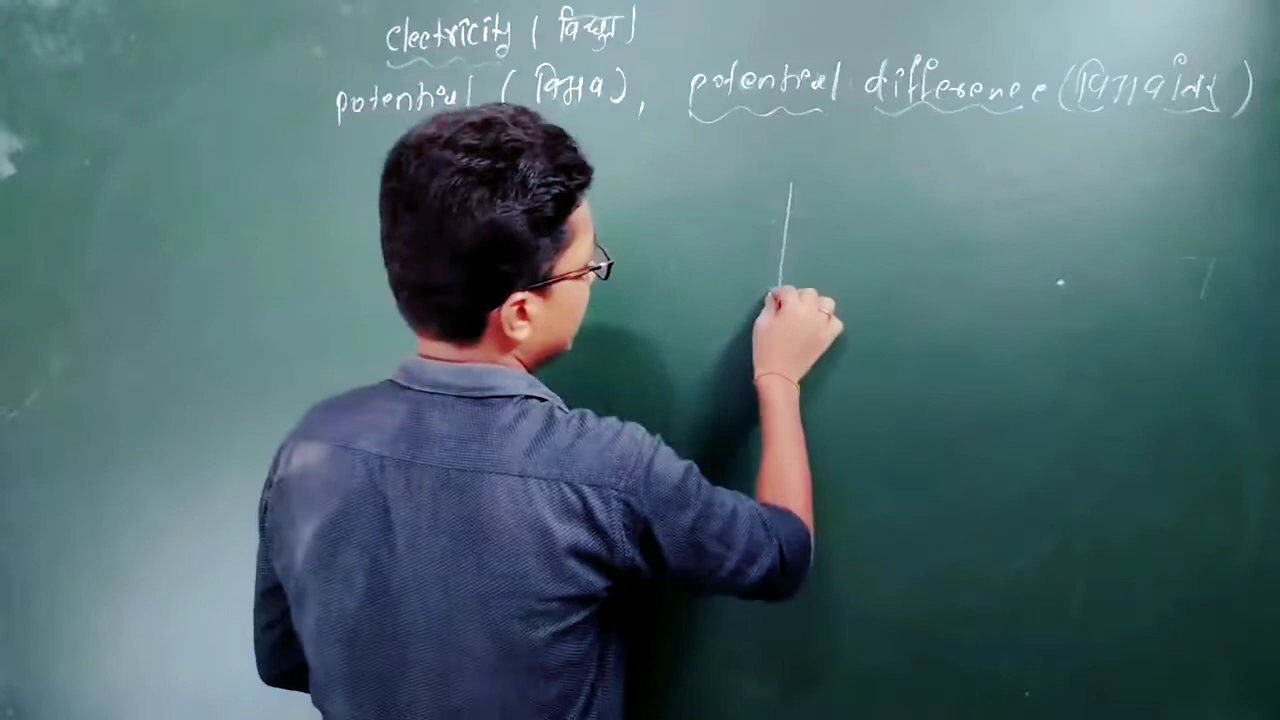 electricity ( विद्युत )
potential ( विभव ) , potential difference ( विभवांतर )